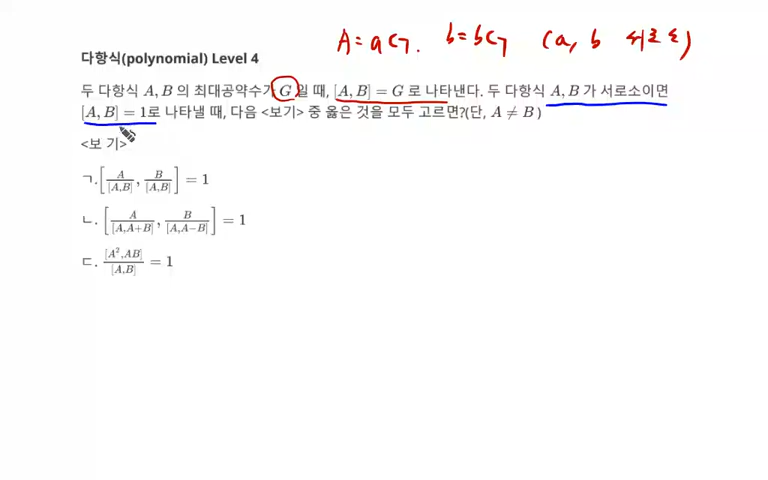 A = aG. b = bG (a, b 서로소)
다항식(polynomial) Level 4
두 다항식 A, B 의 최대공약수가 G 일 때, [A, B] = G 로 나타낸다. 두 다항식 A, B 가 서로소이면
[A, B] = 1로 나타낼 때, 다음 <보기> 중 옳은 것을 모두 고르면?(단, A ≠ B )
<보 기>
ㄱ. [A/[A,B], B/[A,B]] = 1
ㄴ. [A/[A,A+B], B/[A,A−B]] = 1
ㄷ. [A²,AB]/[A,B] = 1